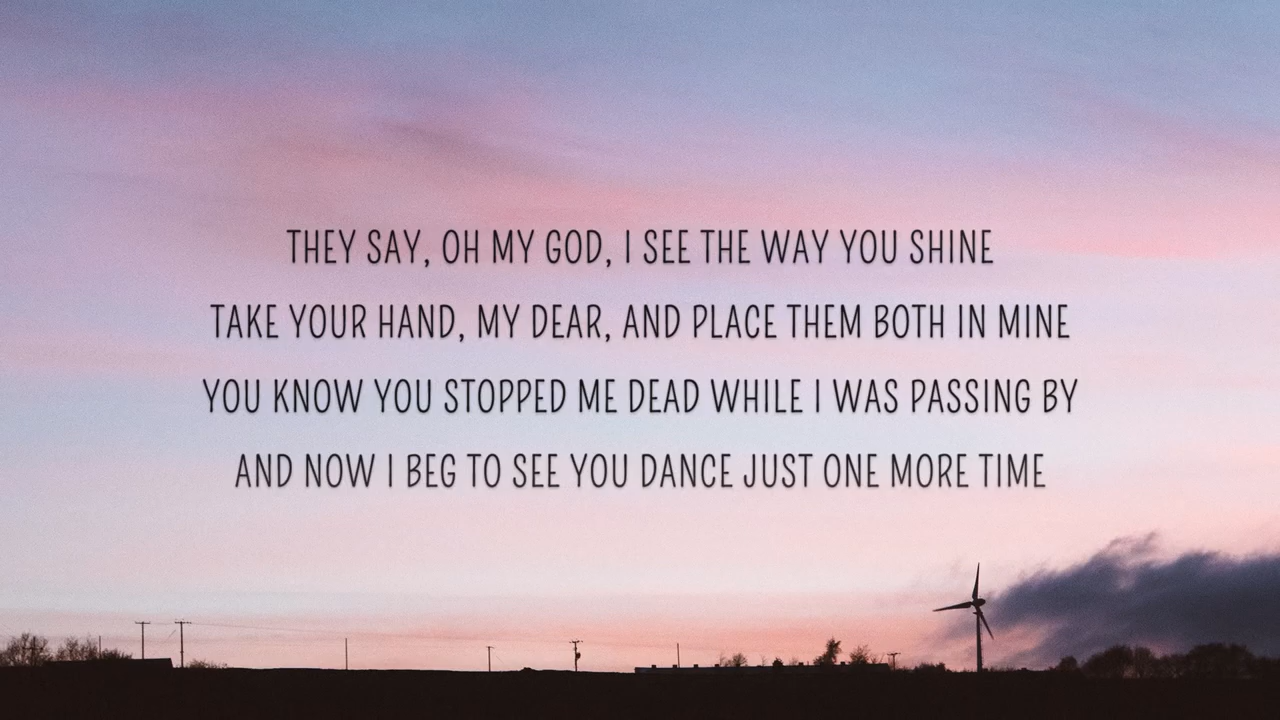 THEY SAY, OH MY GOD, I SEE THE WAY YOU SHINE
TAKE YOUR HAND, MY DEAR, AND PLACE THEM BOTH IN MINE
YOU KNOW YOU STOPPED ME DEAD WHILE I WAS PASSING BY
AND NOW I BEG TO SEE YOU DANCE JUST ONE MORE TIME